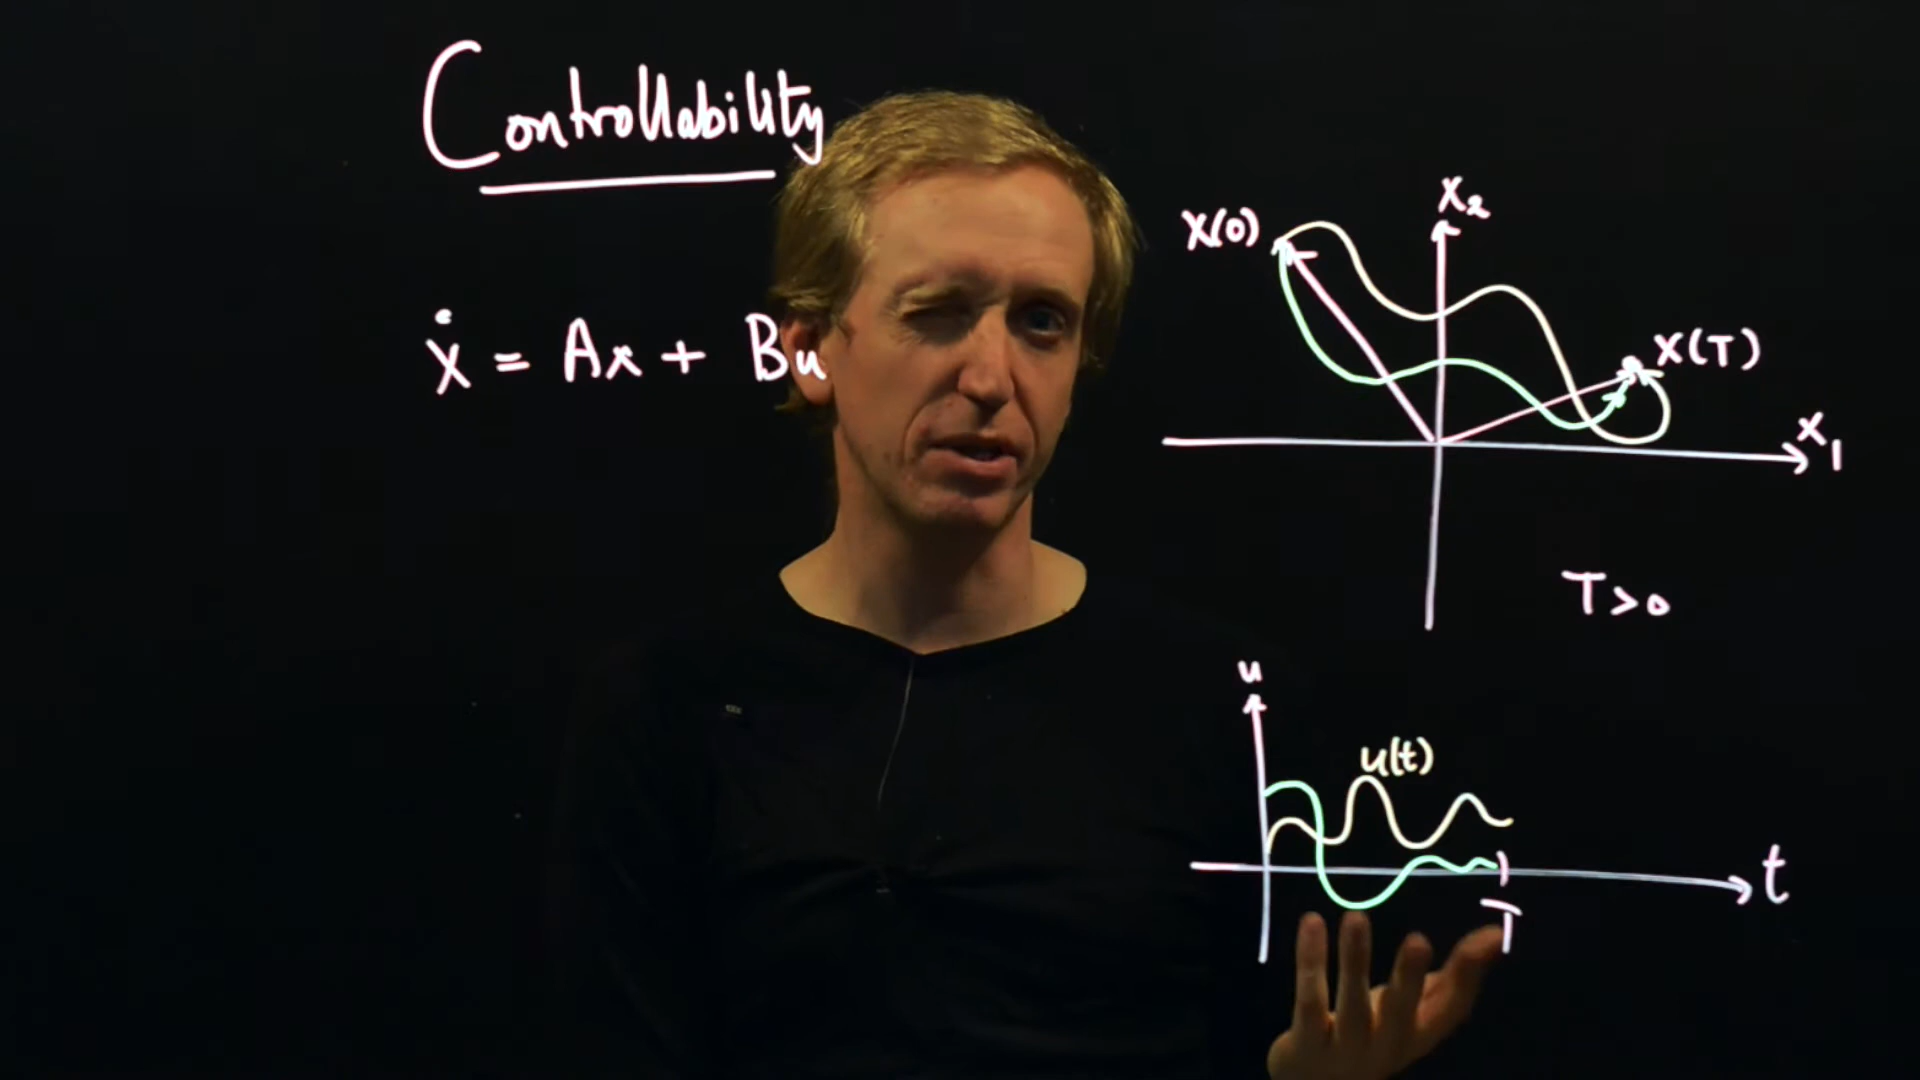 Controllability
ẋ = Ax + Bu
x₂
x(0)
x(T)
x₁
T>0
u
u(t)
t
T